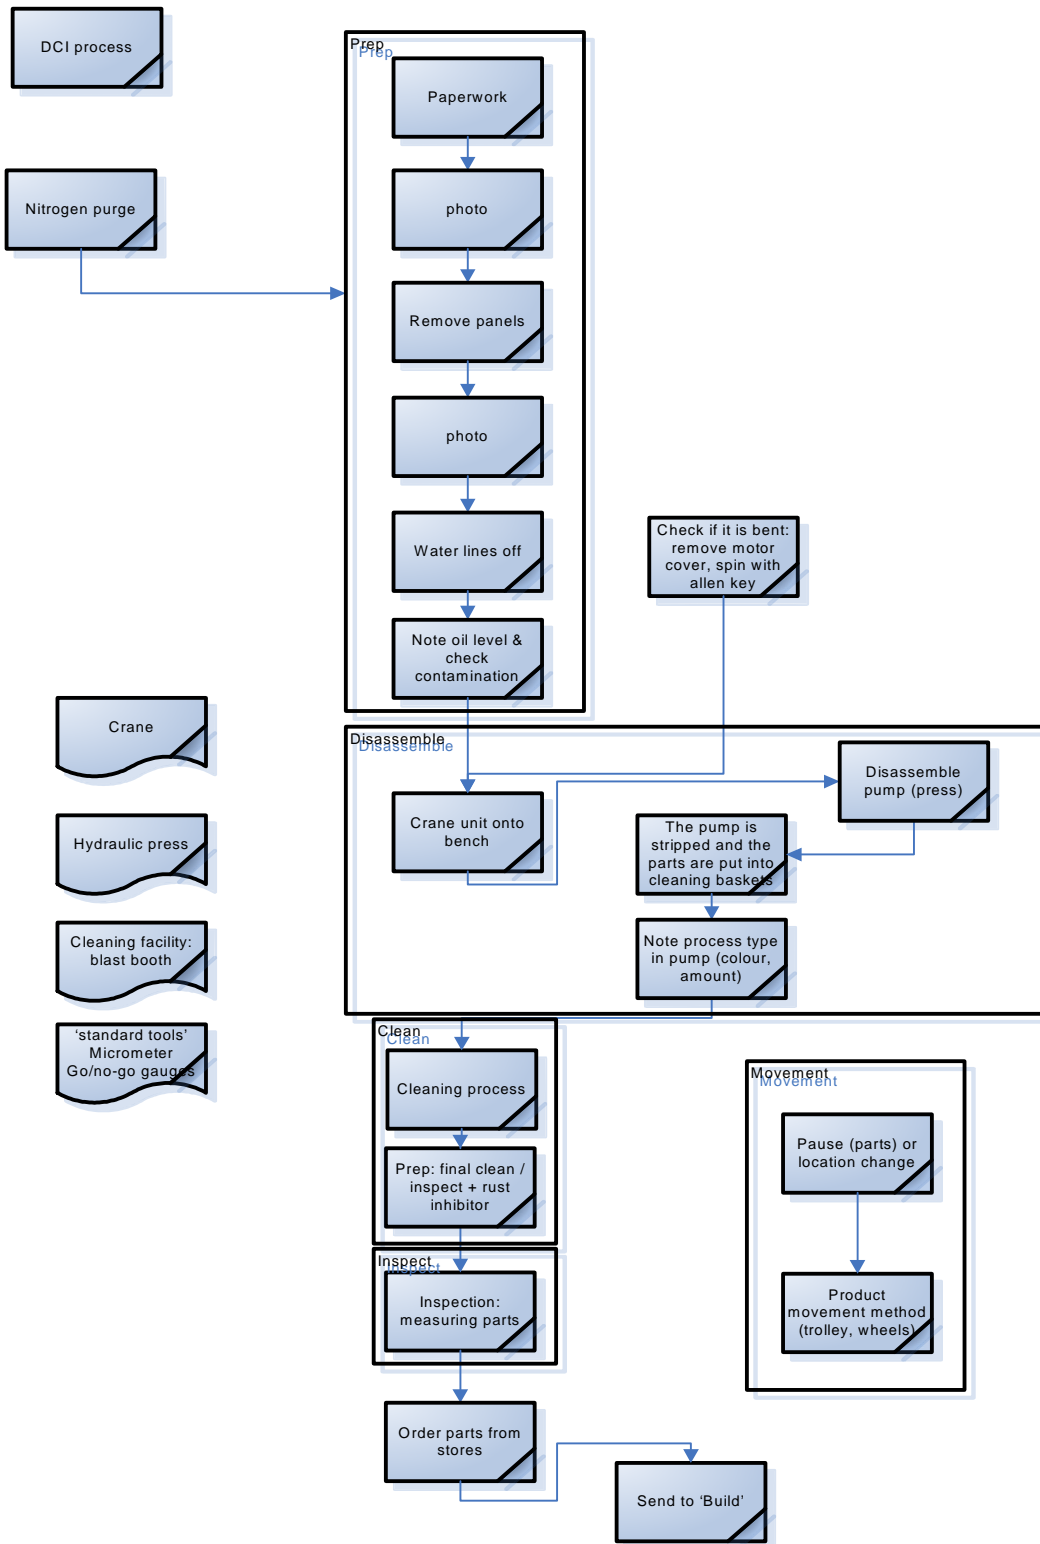 DCI process
Nitrogen purge
Prep
Prep
Paperwork
photo
Remove panels
photo
Water lines off
Note oil level &
check
contamination
Check if it is bent:
remove motor
cover, spin with
allen key
Crane
Hydraulic press
Cleaning facility:
blast booth
‘standard tools’
Micrometer
Go/no-go gauges
Disassemble
Disassemble
Crane unit onto
bench
Disassemble
pump (press)
The pump is
stripped and the
parts are put into
cleaning baskets
Note process type
in pump (colour,
amount)
Clean
Clean
Cleaning process
Prep: final clean /
inspect + rust
inhibitor
Inspect
Inspect
Inspection:
measuring parts
Movement
Movement
Pause (parts) or
location change
Product
movement method
(trolley, wheels)
Order parts from
stores
Send to ‘Build’